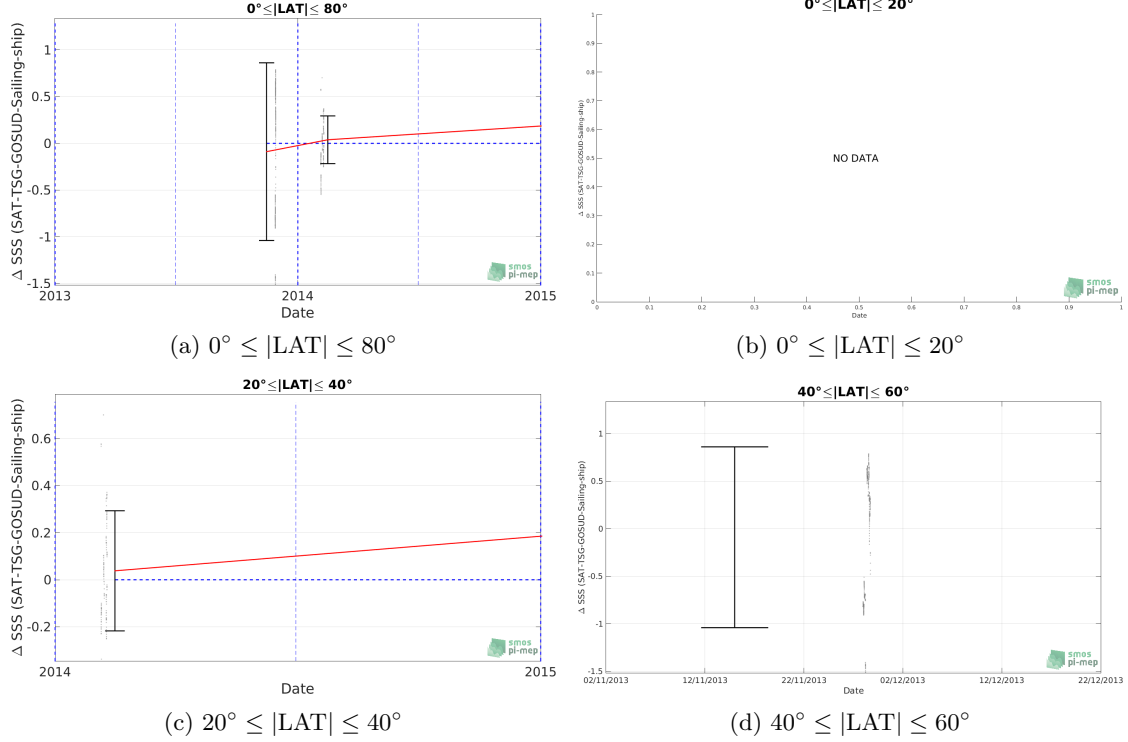 0°≤|LAT|≤ 80°
Δ SSS (SAT-TSG-GOSUD-Sailing-ship)
1
0.5
0
-0.5
-1
-1.5
2013
2014
2015
Date
smos
pi-mep
(a) 0° ≤ |LAT| ≤ 80°
0°≤|LAT|≤ 20°
Δ SSS (SAT-TSG-GOSUD-Sailing-ship)
1
0.9
0.8
0.7
0.6
0.5
0.4
0.3
0.2
0.1
0
NO DATA
0
0.1
0.2
0.3
0.4
0.5
0.6
0.7
0.8
0.9
1
Date
smos
pi-mep
(b) 0° ≤ |LAT| ≤ 20°
20°≤|LAT|≤ 40°
Δ SSS (SAT-TSG-GOSUD-Sailing-ship)
0.6
0.4
0.2
0
-0.2
2014
2015
Date
smos
pi-mep
(c) 20° ≤ |LAT| ≤ 40°
40°≤|LAT|≤ 60°
Δ SSS (SAT-TSG-GOSUD-Sailing-ship)
1
0.5
0
-0.5
-1
-1.5
02/11/2013
12/11/2013
22/11/2013
02/12/2013
12/12/2013
22/12/2013
Date
smos
pi-mep
(d) 40° ≤ |LAT| ≤ 60°